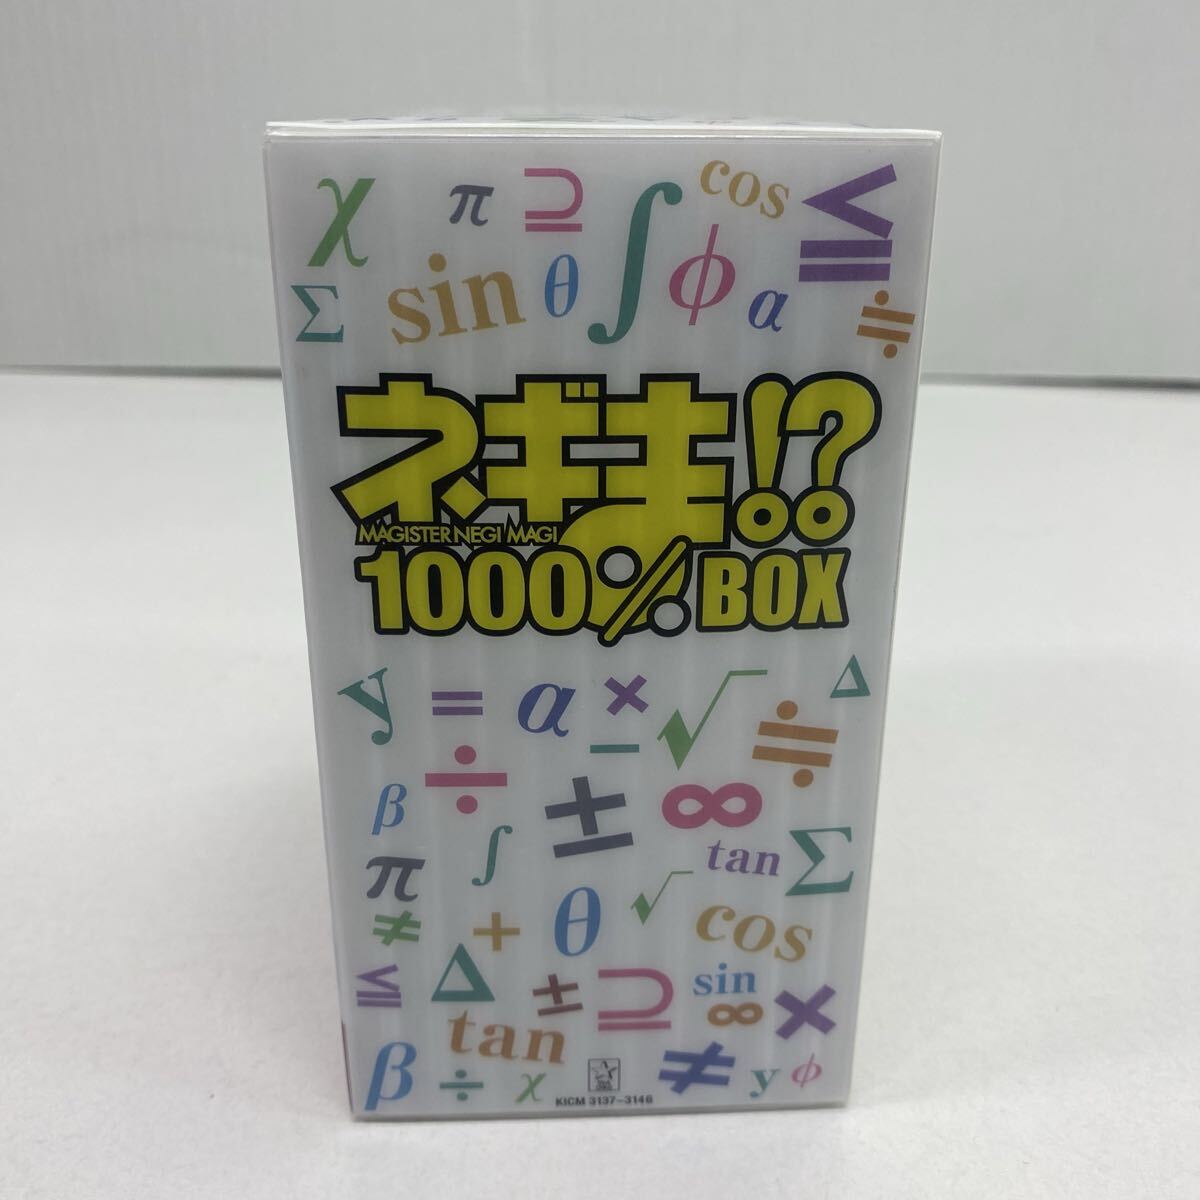 χ π ⊇ ∫ cos ≦
Σ sin θ φ α ≒
ネギま!?
MAGISTER NEGI MAGI
1000% BOX
y = α × √ Δ
÷ − ≒
β ∫ ± ∞
π tan Σ
≠ + θ √ cos
≦ Δ ± ⊇ sin ∞ ×
tan
β ÷ χ ≠ y φ
KICM 3137~3146